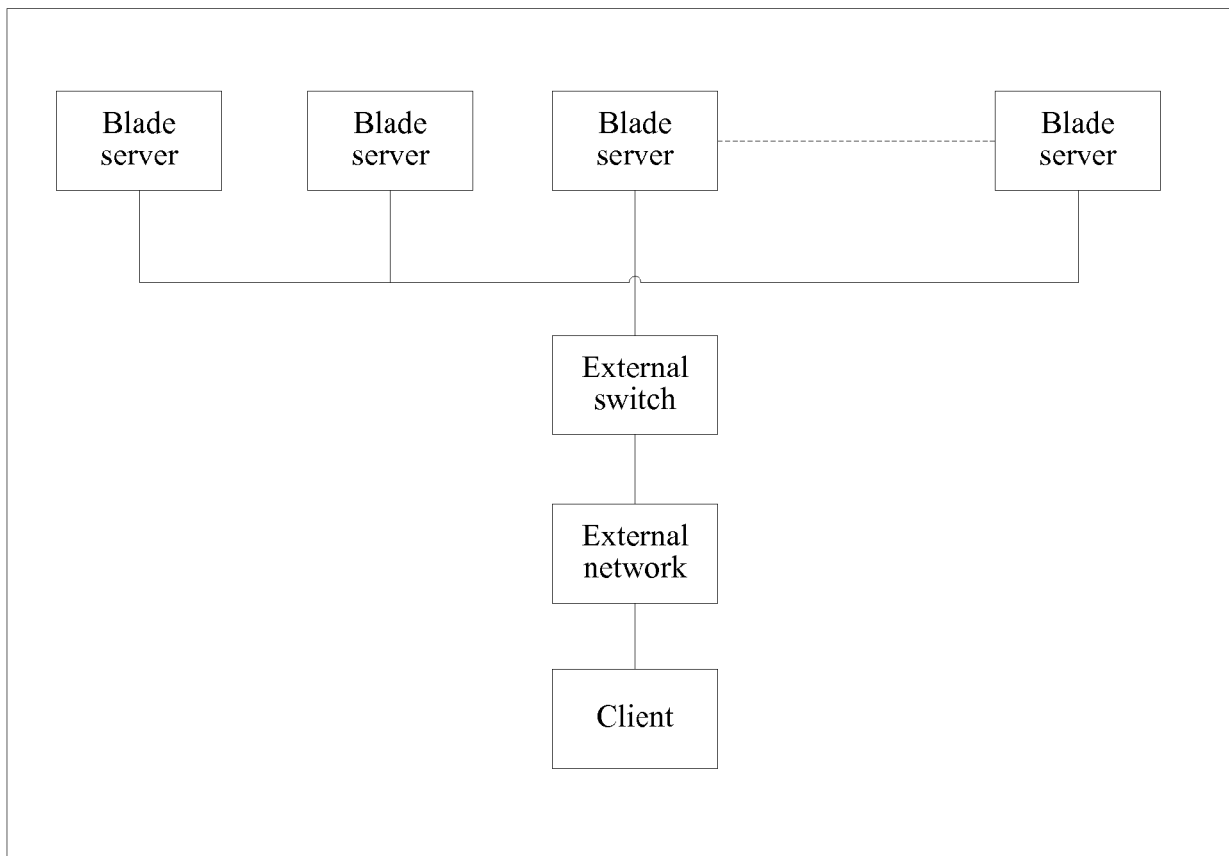 Blade
server
Blade
server
Blade
server
Blade
server
External
switch
External
network
Client